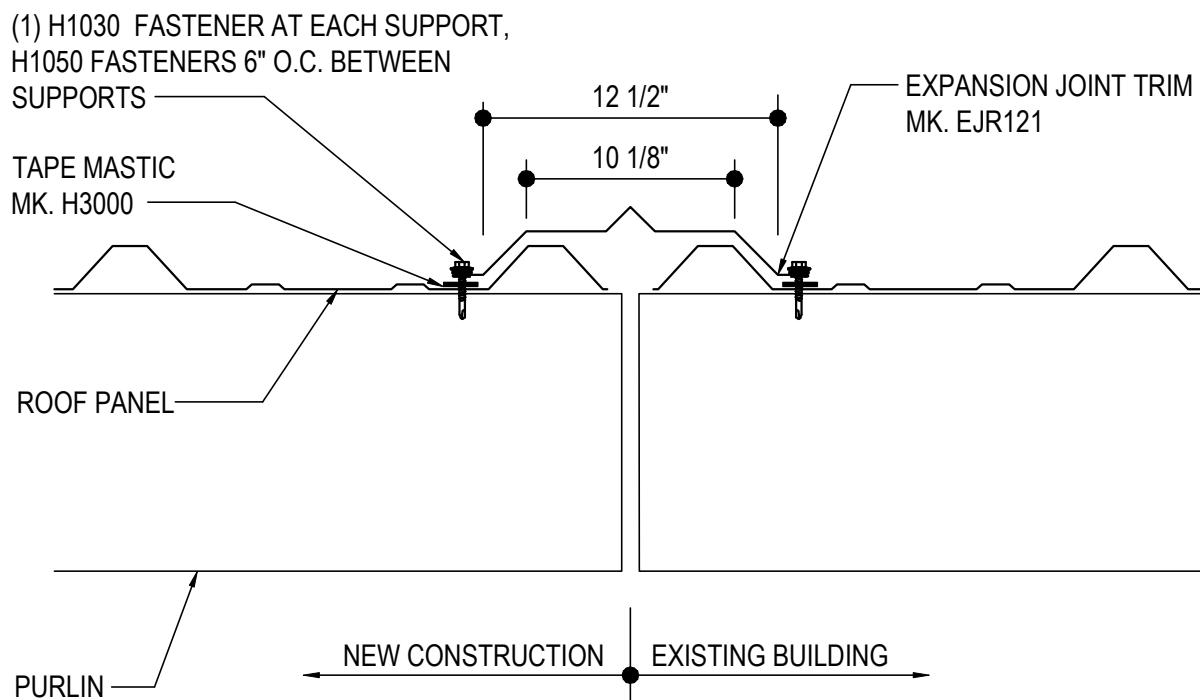 (1) H1030  FASTENER AT EACH SUPPORT,
H1050 FASTENERS 6" O.C. BETWEEN
SUPPORTS
12 1/2"
EXPANSION JOINT TRIM
MK. EJR121
10 1/8"
TAPE MASTIC
MK. H3000
ROOF PANEL
NEW CONSTRUCTION
EXISTING BUILDING
PURLIN